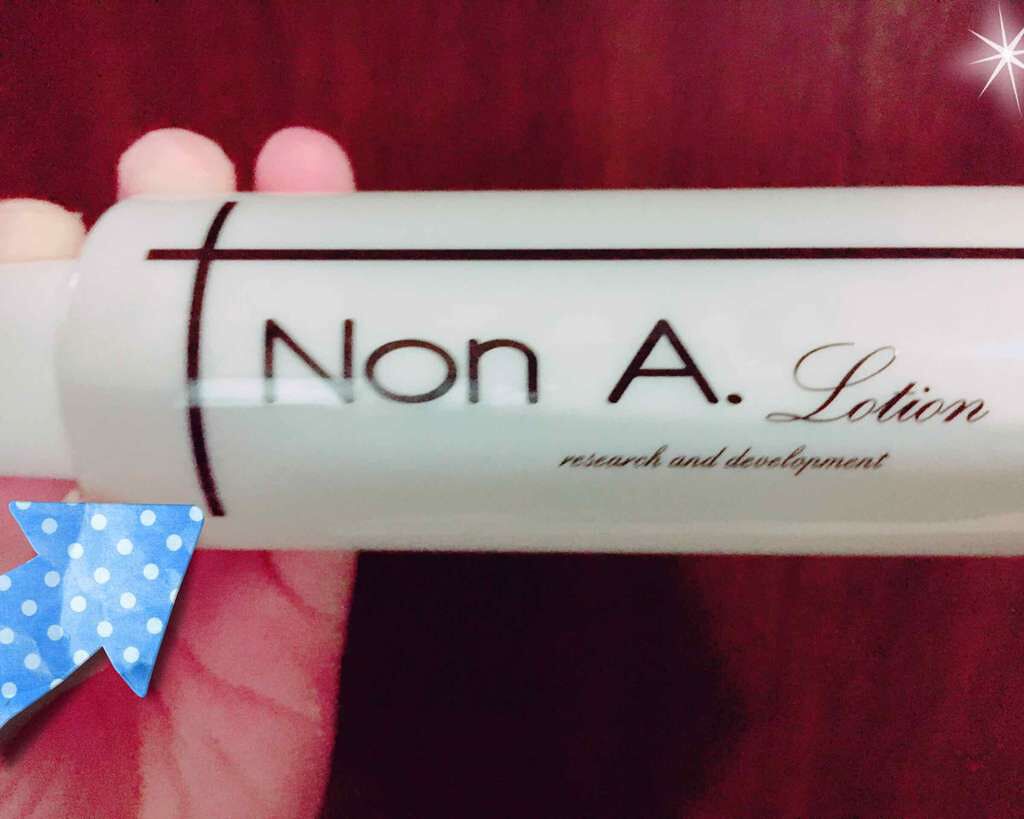 Non A. Lotion
research and development